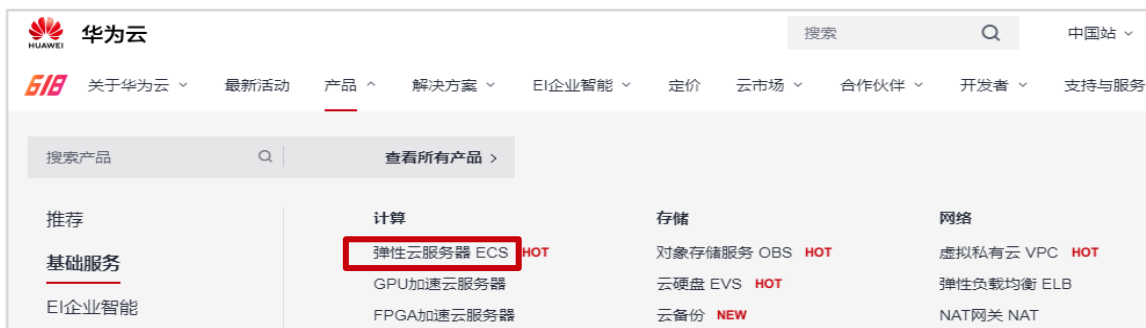 HUAWEI 华为云 搜索 中国站
618 关于华为云 最新活动 产品 解决方案 EI企业智能 定价 云市场 合作伙伴 开发者 支持与服务
搜索产品 查看所有产品 >
推荐 计算 存储 网络
基础服务 弹性云服务器 ECS HOT 对象存储服务 OBS HOT 虚拟私有云 VPC HOT
GPU加速云服务器 云硬盘 EVS HOT 弹性负载均衡 ELB
EI企业智能 FPGA加速云服务器 云备份 NEW NAT网关 NAT